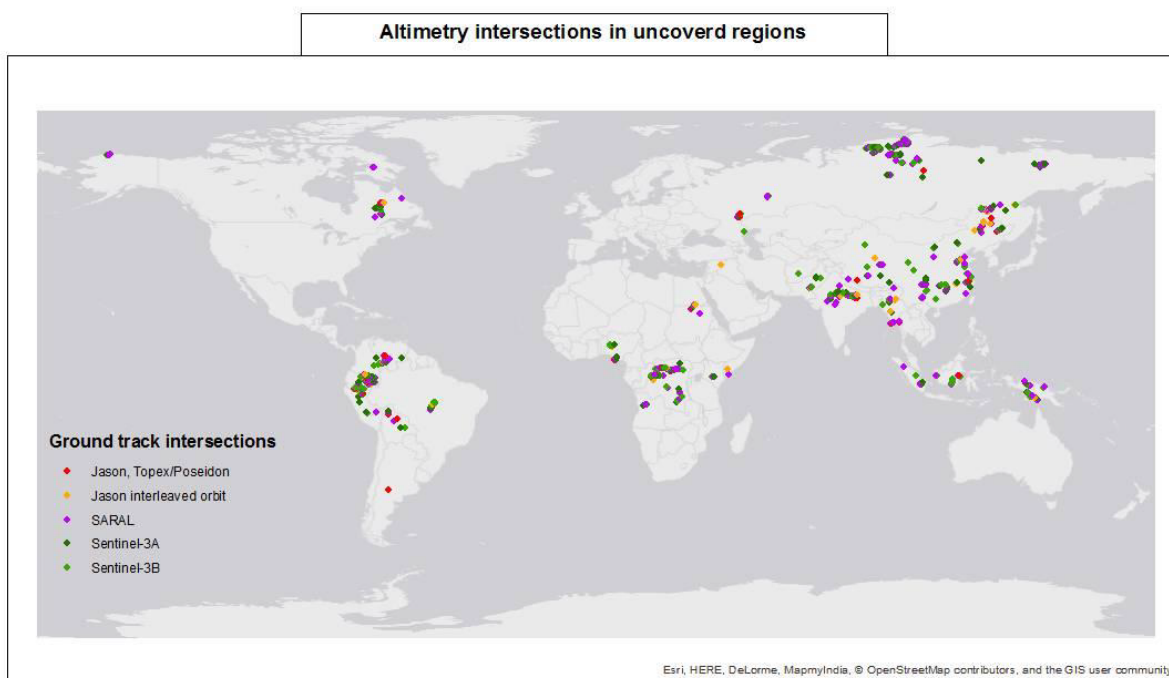 Altimetry intersections in uncoverd regions
Ground track intersections
Jason, Topex/Poseidon
Jason interleaved orbit
SARAL
Sentinel-3A
Sentinel-3B
Esri, HERE, DeLorme, MapmyIndia, © OpenStreetMap contributors, and the GIS user community